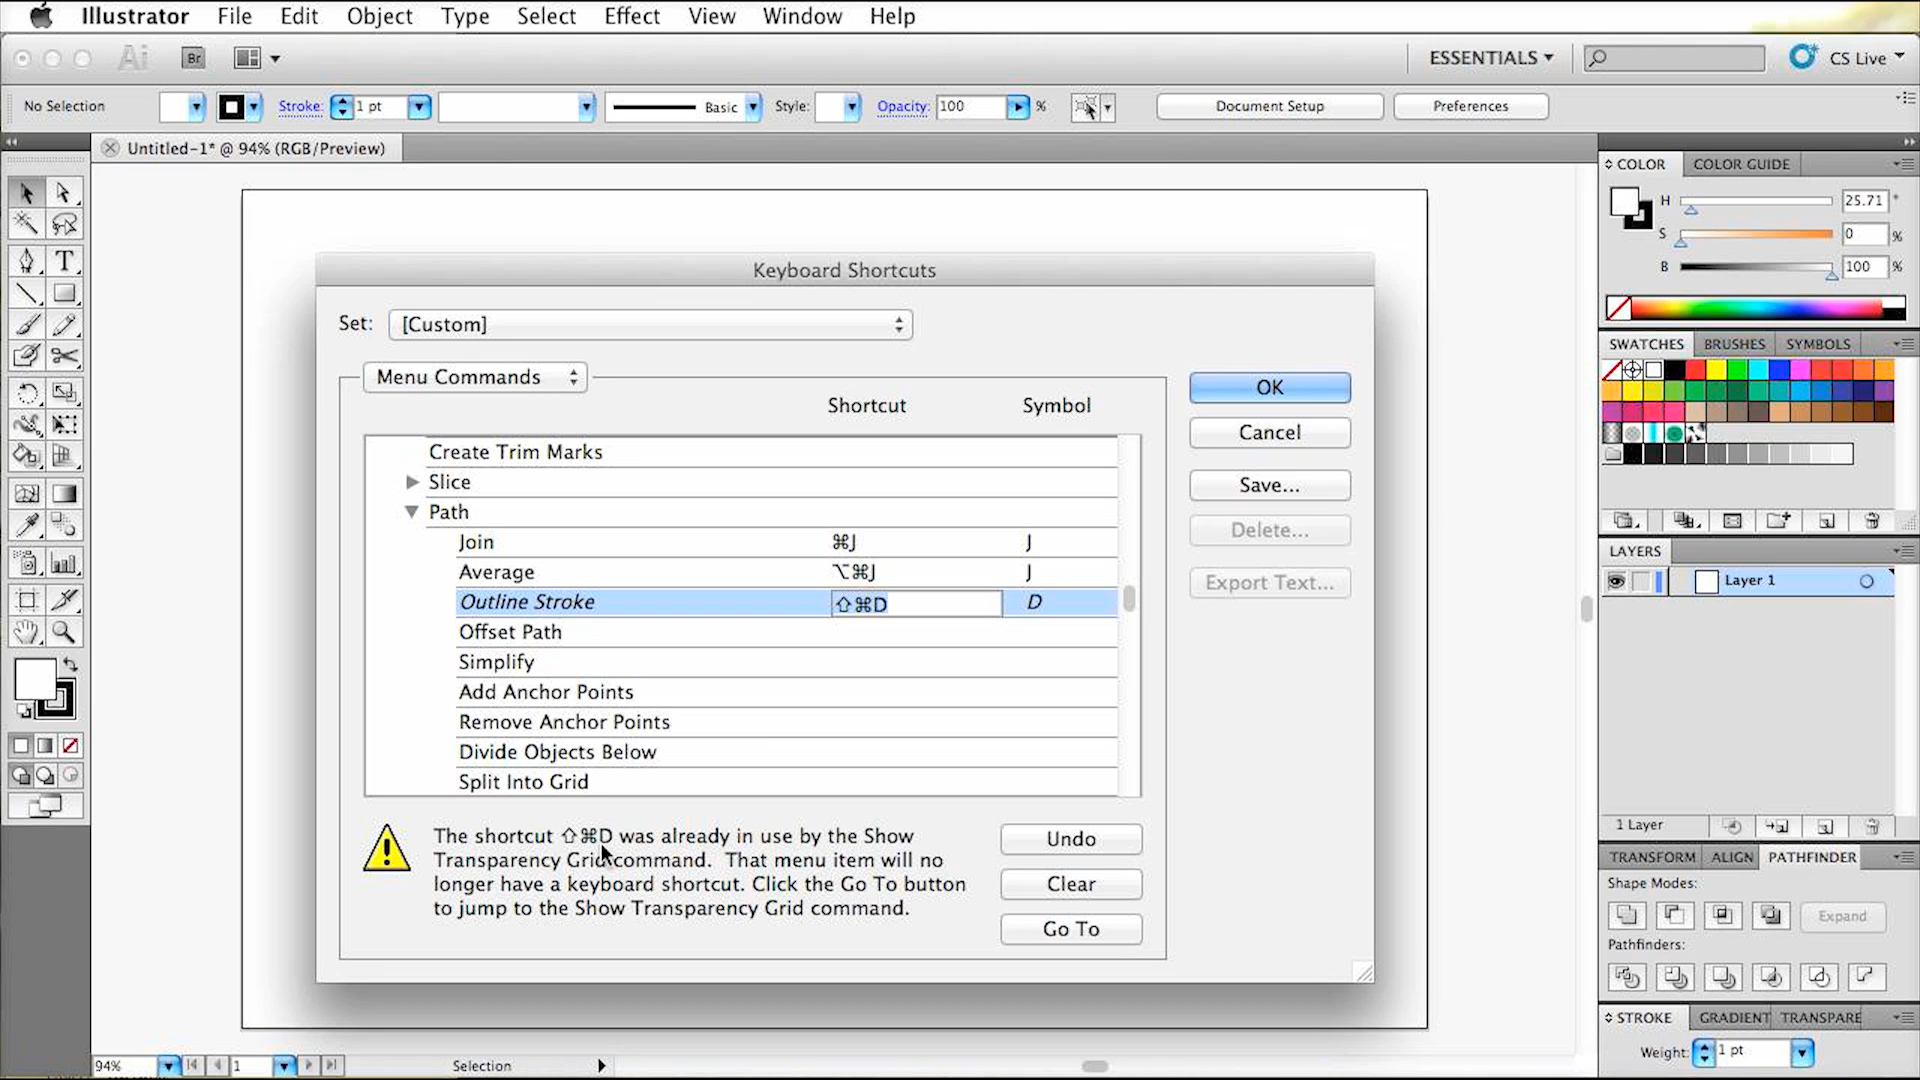 Illustrator File Edit Object Type Select Effect View Window Help
Ai Br ESSENTIALS CS Live
No Selection Stroke: 1 pt Basic Style: Opacity: 100 % Document Setup Preferences
Untitled-1* @ 94% (RGB/Preview)
COLOR COLOR GUIDE
H 25.71 °
S 0 %
B 100 %
SWATCHES BRUSHES SYMBOLS
LAYERS
Layer 1
1 Layer
TRANSFORM ALIGN PATHFINDER
Shape Modes:
Expand
Pathfinders:
STROKE GRADIENT TRANSPARE
Weight: 1 pt
Keyboard Shortcuts
Set: [Custom]
Menu Commands
Shortcut Symbol
Create Trim Marks
Slice
Path
Join ⌘J J
Average ⌥⌘J J
Outline Stroke ⇧⌘D D
Offset Path
Simplify
Add Anchor Points
Remove Anchor Points
Divide Objects Below
Split Into Grid
OK
Cancel
Save...
Delete...
Export Text...
The shortcut ⇧⌘D was already in use by the Show
Transparency Grid command. That menu item will no
longer have a keyboard shortcut. Click the Go To button
to jump to the Show Transparency Grid command.
Undo
Clear
Go To
94% 1 Selection